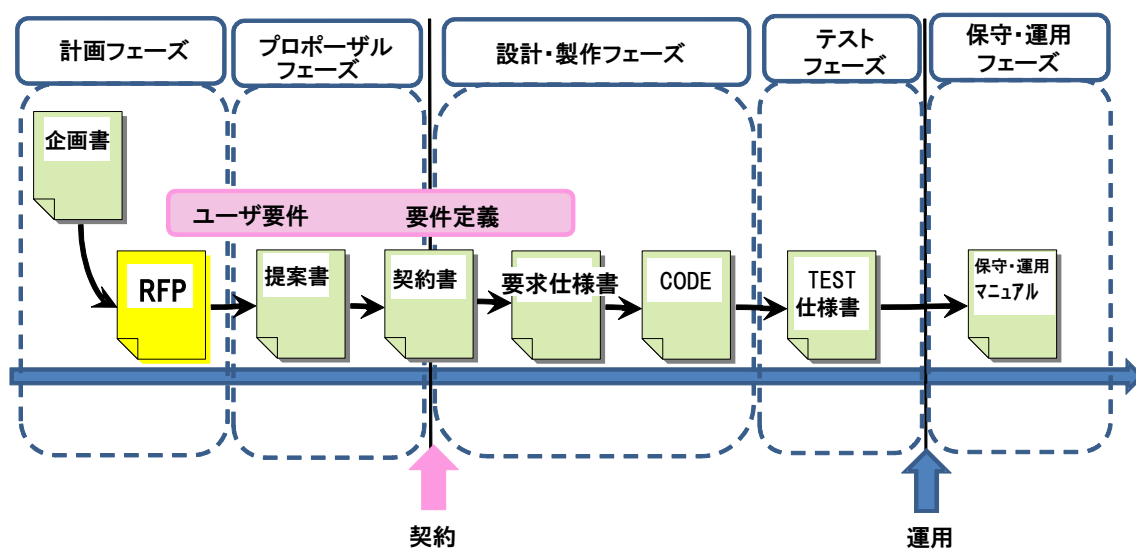 計画フェーズ
プロポーザル
フェーズ
設計・製作フェーズ
テスト
フェーズ
保守・運用
フェーズ
企画書
ユーザ要件
要件定義
RFP
提案書
契約書
要求仕様書
CODE
TEST
仕様書
保守・運用
マニュアル
契約
運用